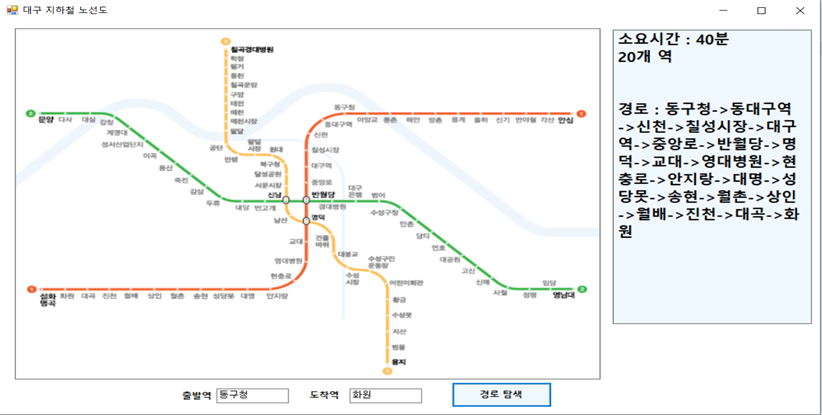 대구 지하철 노선도
소요시간 : 40분
20개 역
경로 : 동구청->동대구역
->신천->칠성시장->대구
역->중앙로->반월당->명
덕->교대->영대병원->현
충로->안지랑->대명->성
당못->송현->월촌->상인
->월배->진천->대곡->화
원
3
칠곡경대병원
학정
팔거
동천
칠곡운암
구암
태전
매천
매천시장
팔달
공단
만평
팔달
시장
원대
북구청
달성공원
서문시장
신남
남산
명덕
건들
바위
대봉교
수성
시장
수성구민
운동장
어린이회관
황금
수성못
지산
범물
용지
3
2
문양
다사
대실
강창
계명대
성서산업단지
이곡
용산
죽전
감삼
두류
내당
반고개
반월당
경대병원
대구
은행
범어
수성구청
만촌
담티
연호
대공원
고산
신매
사월
정평
임당
영남대
2
1
안심
각산
반야월
신기
율하
용계
방촌
해안
동촌
아양교
동구청
동대구역
신천
칠성시장
대구역
중앙로
교대
영대병원
현충로
안지랑
대명
성당못
송현
월촌
상인
월배
진천
대곡
화원
설화
명곡
1
출발역 동구청 도착역 화원 경로 탐색